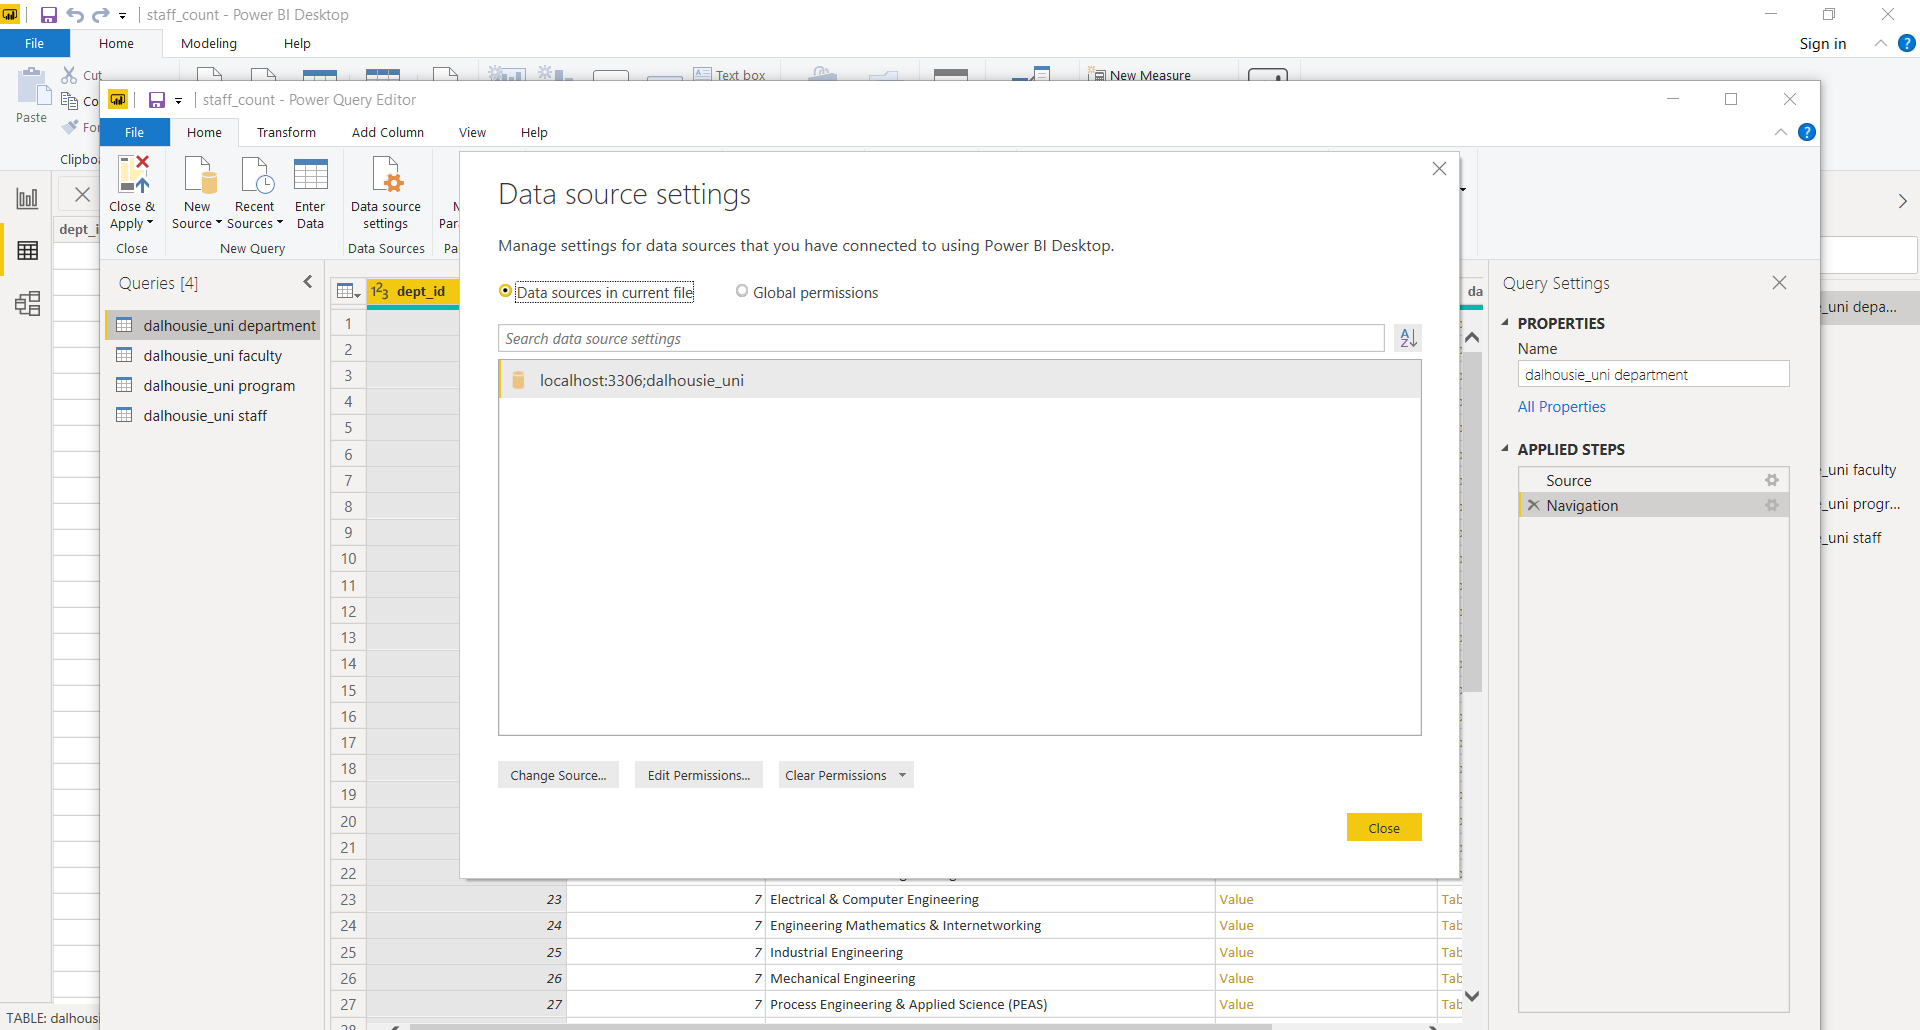 staff_count - Power BI Desktop
File Home Modeling Help Sign in
Cut
Text box
New Measure
Paste
Clipboa
staff_count - Power Query Editor
File Home Transform Add Column View Help
Close & Apply
New Source
Recent Sources
Enter Data
Data source settings
Close New Query Data Sources
Data source settings
Manage settings for data sources that you have connected to using Power BI Desktop.
Data sources in current file Global permissions
Search data source settings
localhost:3306;dalhousie_uni
Change Source... Edit Permissions... Clear Permissions
Close
Queries [4]
dalhousie_uni department
dalhousie_uni faculty
dalhousie_uni program
dalhousie_uni staff
dept_i
123 dept_id
da
1
2
3
4
5
6
7
8
9
10
11
12
13
14
15
16
17
18
19
20
21
22
23 23 7 Electrical & Computer Engineering Value Tab
24 24 7 Engineering Mathematics & Internetworking Value Tab
25 25 7 Industrial Engineering Value Tab
26 26 7 Mechanical Engineering Value Tab
27 27 7 Process Engineering & Applied Science (PEAS) Value Tab
28
Query Settings
PROPERTIES
Name
dalhousie_uni department
All Properties
APPLIED STEPS
Source
Navigation
_uni depa...
_uni faculty
_uni progr...
_uni staff
TABLE: dalhousi